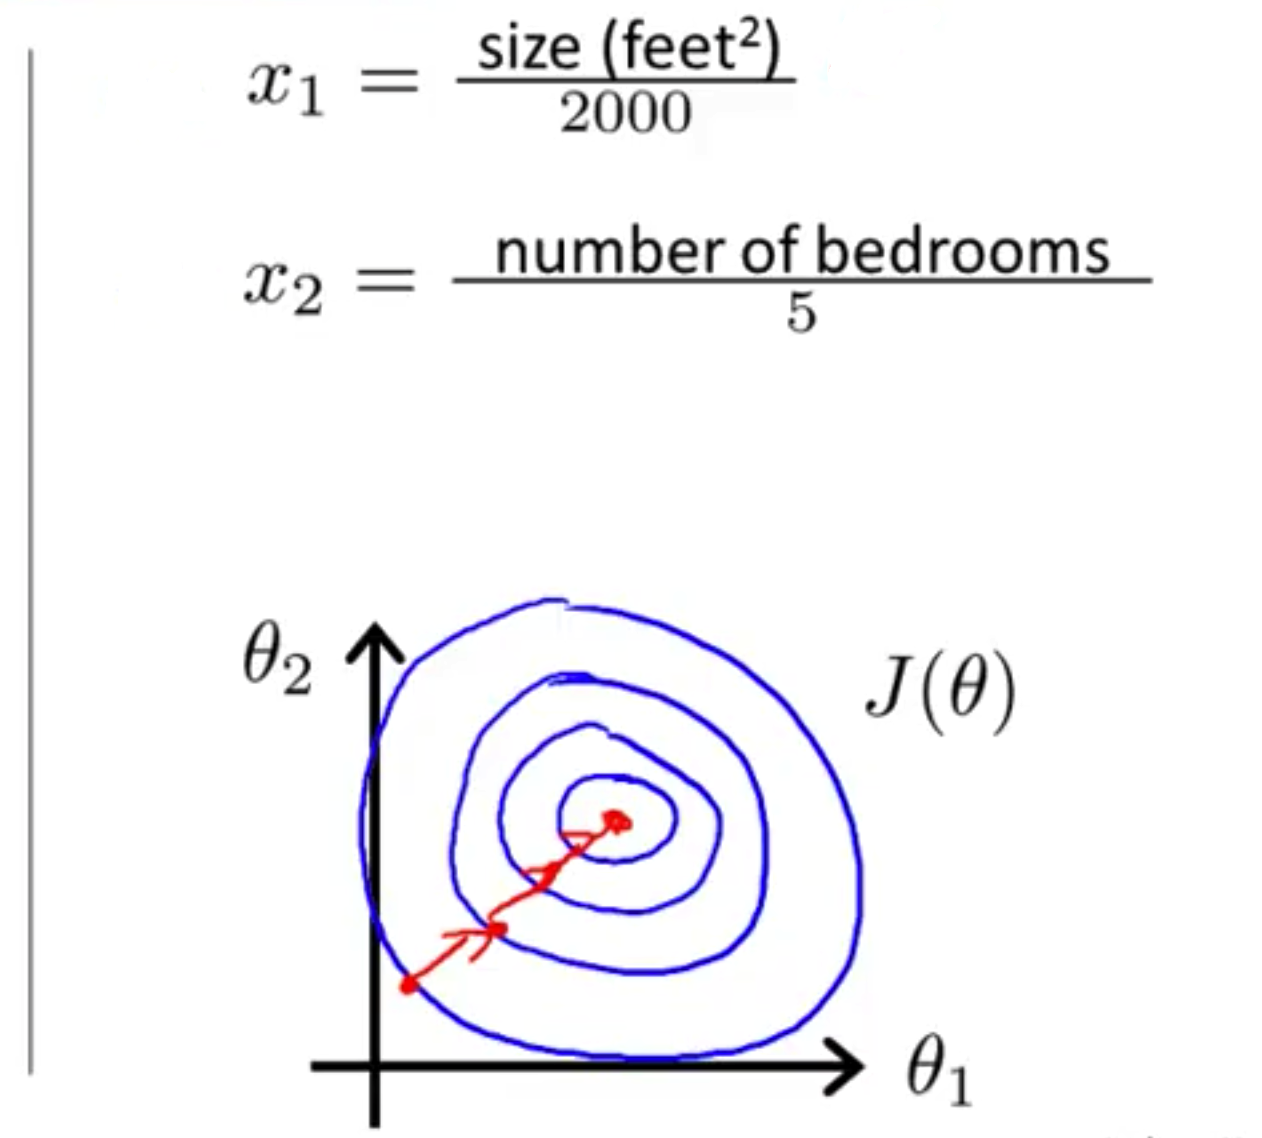 x₁ = size (feet²) / 2000
x₂ = number of bedrooms / 5
θ₂
J(θ)
θ₁